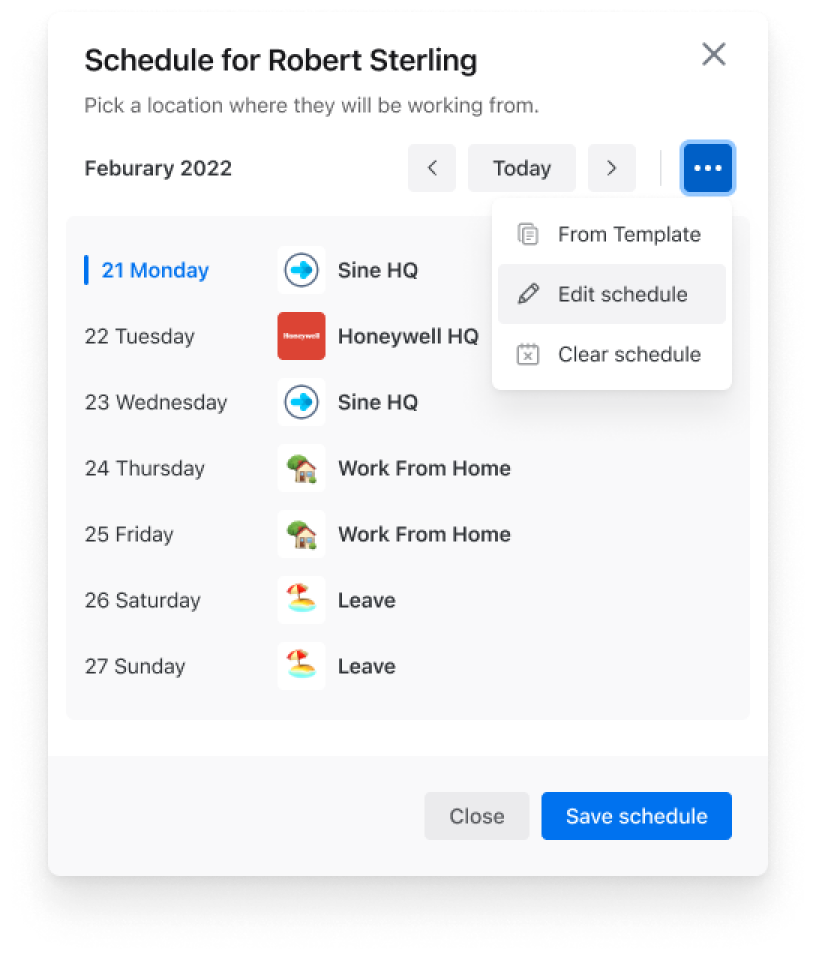 Schedule for Robert Sterling
Pick a location where they will be working from.
Feburary 2022
Today
From Template
Edit schedule
Clear schedule
21 Monday
Sine HQ
22 Tuesday
Honeywell
Honeywell HQ
23 Wednesday
Sine HQ
24 Thursday
Work From Home
25 Friday
Work From Home
26 Saturday
Leave
27 Sunday
Leave
Close
Save schedule